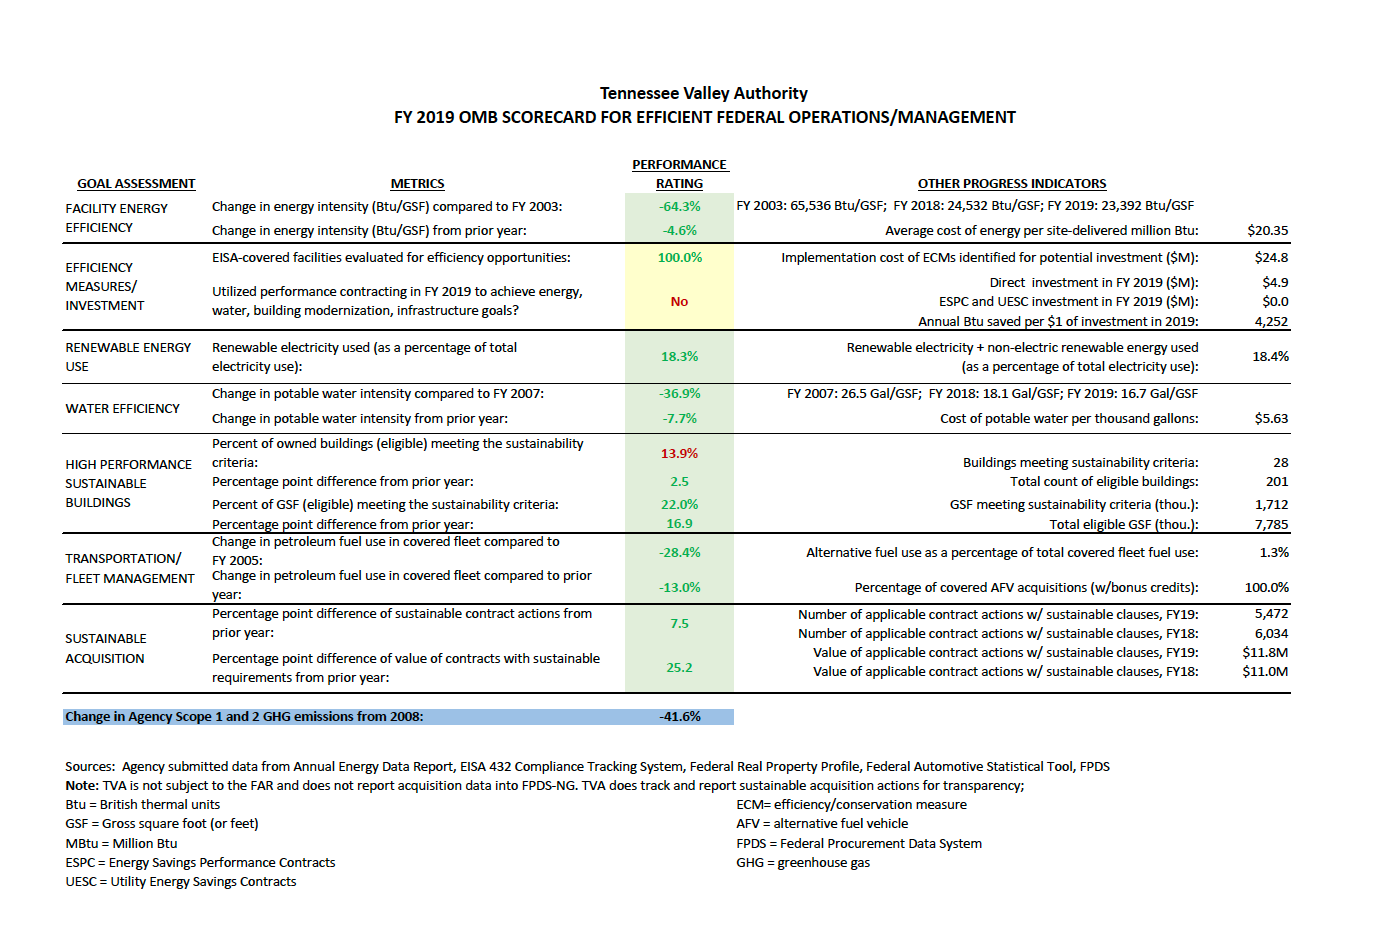 Tennessee Valley Authority
FY 2019 OMB SCORECARD FOR EFFICIENT FEDERAL OPERATIONS/MANAGEMENT
PERFORMANCE
GOAL ASSESSMENT METRICS RATING OTHER PROGRESS INDICATORS
FACILITY ENERGY
EFFICIENCY
Change in energy intensity (Btu/GSF) compared to FY 2003: -64.3% FY 2003: 65,536 Btu/GSF; FY 2018: 24,532 Btu/GSF; FY 2019: 23,392 Btu/GSF
Change in energy intensity (Btu/GSF) from prior year: -4.6% Average cost of energy per site-delivered million Btu: $20.35
EFFICIENCY
MEASURES/
INVESTMENT
EISA-covered facilities evaluated for efficiency opportunities: 100.0% Implementation cost of ECMs identified for potential investment ($M): $24.8
Utilized performance contracting in FY 2019 to achieve energy,
water, building modernization, infrastructure goals?
No
Direct investment in FY 2019 ($M): $4.9
ESPC and UESC investment in FY 2019 ($M): $0.0
Annual Btu saved per $1 of investment in 2019: 4,252
RENEWABLE ENERGY
USE
Renewable electricity used (as a percentage of total
electricity use):
18.3%
Renewable electricity + non-electric renewable energy used
(as a percentage of total electricity use):
18.4%
WATER EFFICIENCY
Change in potable water intensity compared to FY 2007: -36.9% FY 2007: 26.5 Gal/GSF; FY 2018: 18.1 Gal/GSF; FY 2019: 16.7 Gal/GSF
Change in potable water intensity from prior year: -7.7% Cost of potable water per thousand gallons: $5.63
HIGH PERFORMANCE
SUSTAINABLE
BUILDINGS
Percent of owned buildings (eligible) meeting the sustainability
criteria:
13.9%
Buildings meeting sustainability criteria: 28
Percentage point difference from prior year: 2.5 Total count of eligible buildings: 201
Percent of GSF (eligible) meeting the sustainability criteria: 22.0% GSF meeting sustainability criteria (thou.): 1,712
Percentage point difference from prior year: 16.9 Total eligible GSF (thou.): 7,785
TRANSPORTATION/
FLEET MANAGEMENT
Change in petroleum fuel use in covered fleet compared to
FY 2005:
-28.4% Alternative fuel use as a percentage of total covered fleet fuel use: 1.3%
Change in petroleum fuel use in covered fleet compared to prior
year:
-13.0% Percentage of covered AFV acquisitions (w/bonus credits): 100.0%
SUSTAINABLE
ACQUISITION
Percentage point difference of sustainable contract actions from
prior year:
7.5
Number of applicable contract actions w/ sustainable clauses, FY19: 5,472
Number of applicable contract actions w/ sustainable clauses, FY18: 6,034
Percentage point difference of value of contracts with sustainable
requirements from prior year:
25.2
Value of applicable contract actions w/ sustainable clauses, FY19: $11.8M
Value of applicable contract actions w/ sustainable clauses, FY18: $11.0M
Change in Agency Scope 1 and 2 GHG emissions from 2008: -41.6%
Sources: Agency submitted data from Annual Energy Data Report, EISA 432 Compliance Tracking System, Federal Real Property Profile, Federal Automotive Statistical Tool, FPDS
Note: TVA is not subject to the FAR and does not report acquisition data into FPDS-NG. TVA does track and report sustainable acquisition actions for transparency;
Btu = British thermal units
GSF = Gross square foot (or feet)
MBtu = Million Btu
ESPC = Energy Savings Performance Contracts
UESC = Utility Energy Savings Contracts
ECM= efficiency/conservation measure
AFV = alternative fuel vehicle
FPDS = Federal Procurement Data System
GHG = greenhouse gas